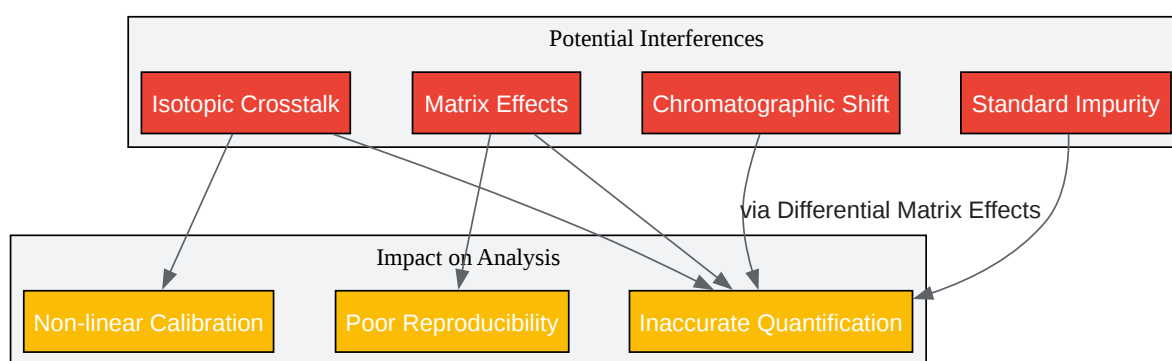 Potential Interferences
Isotopic Crosstalk
Matrix Effects
Chromatographic Shift
Standard Impurity
via Differential Matrix Effects
Impact on Analysis
Non-linear Calibration
Poor Reproducibility
Inaccurate Quantification